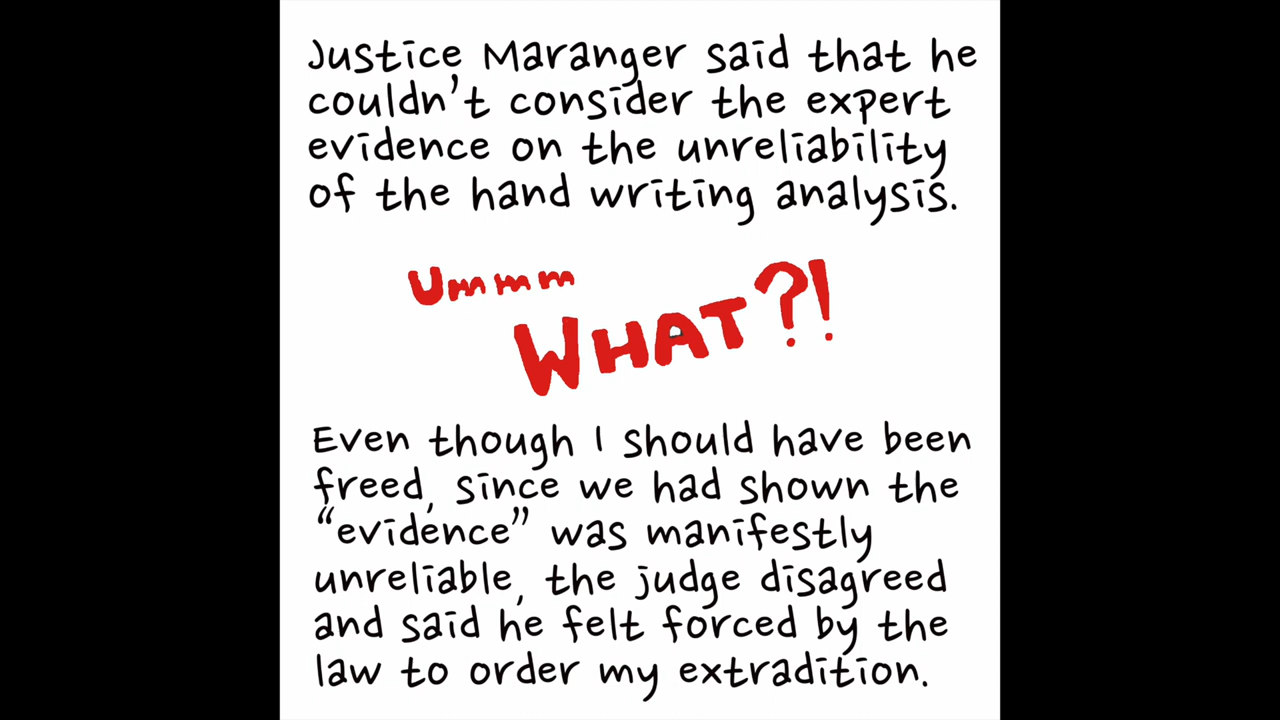 Justice Maranger said that he
couldn't consider the expert
evidence on the unreliability
of the hand writing analysis.
Ummm
WHAT?!
Even though I should have been
freed, since we had shown the
“evidence” was manifestly
unreliable, the judge disagreed
and said he felt forced by the
law to order my extradition.